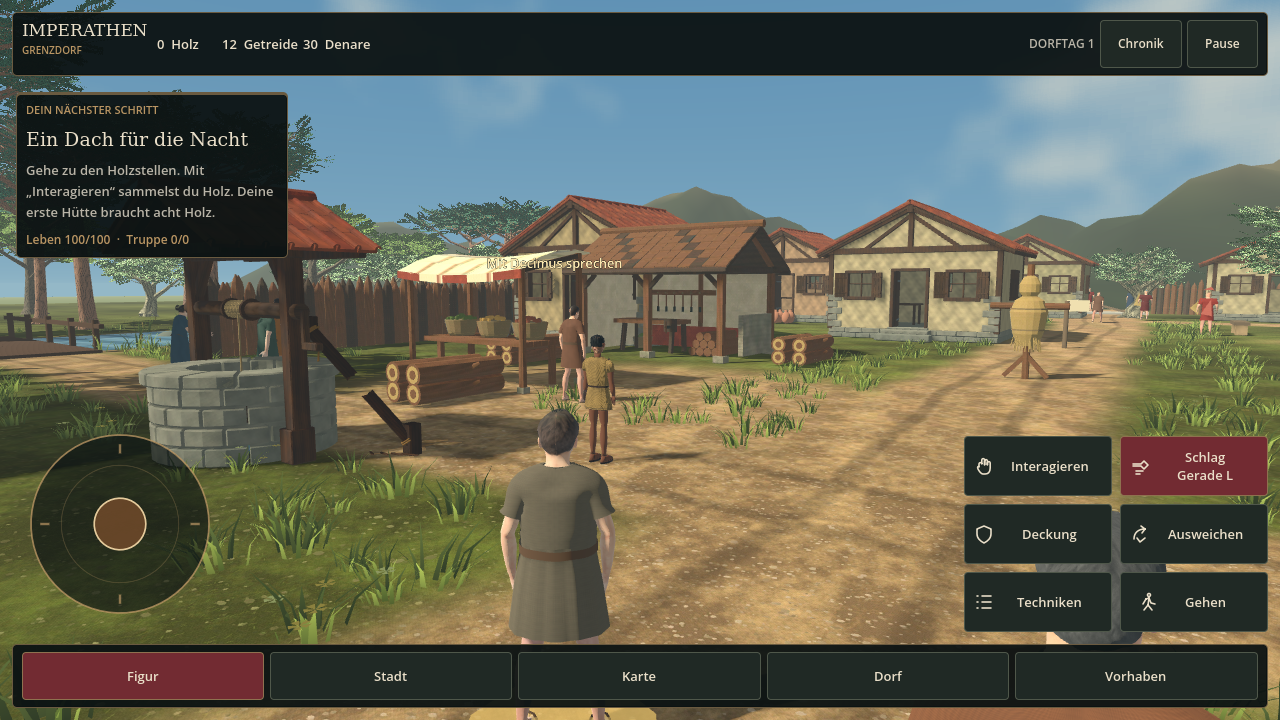 IMPERATHEN
GRENZDORF
0 Holz 12 Getreide 30 Denare
DORFTAG 1
Chronik
Pause
DEIN NÄCHSTER SCHRITT
Ein Dach für die Nacht
Gehe zu den Holzstellen. Mit
„Interagieren“ sammelst du Holz. Deine
erste Hütte braucht acht Holz.
Leben 100/100 · Truppe 0/0
Mit Decimus sprechen
Interagieren
Schlag
Gerade L
Deckung
Ausweichen
Techniken
Gehen
Figur
Stadt
Karte
Dorf
Vorhaben